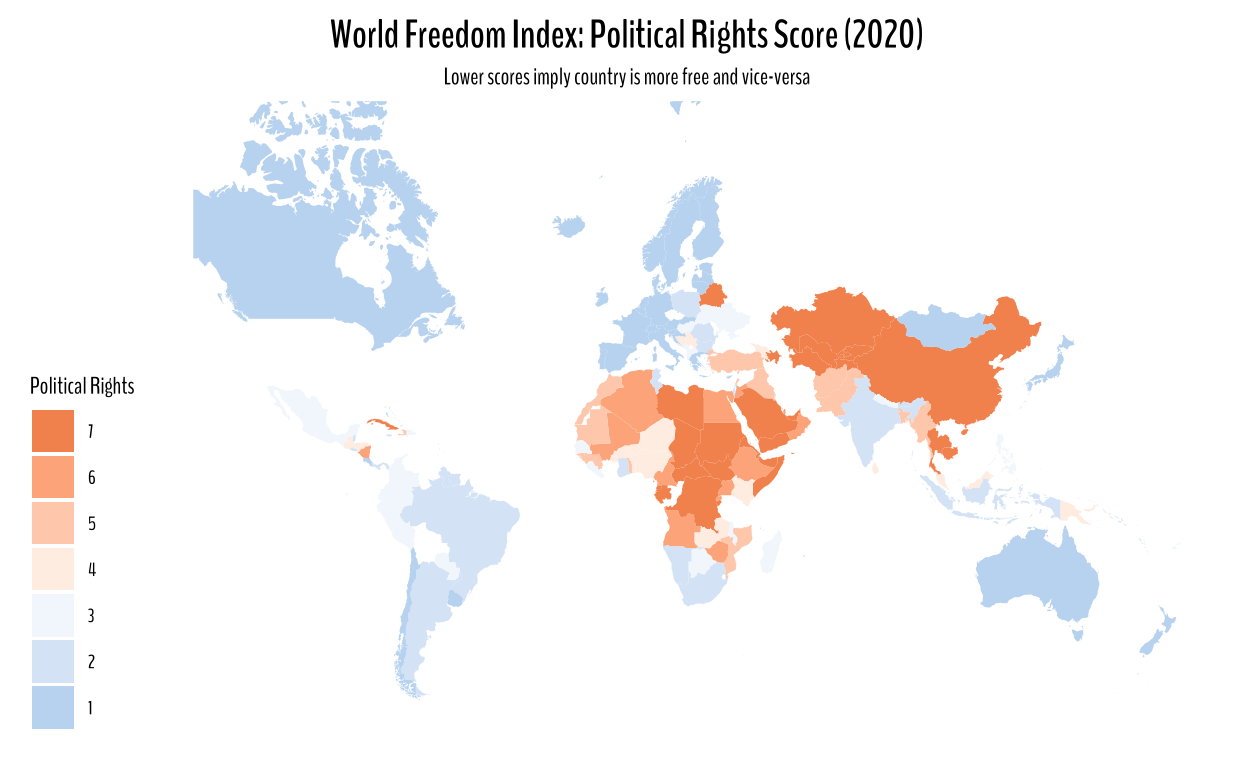 World Freedom Index: Political Rights Score (2020)
Lower scores imply country is more free and vice-versa
Political Rights
7
6
5
4
3
2
1